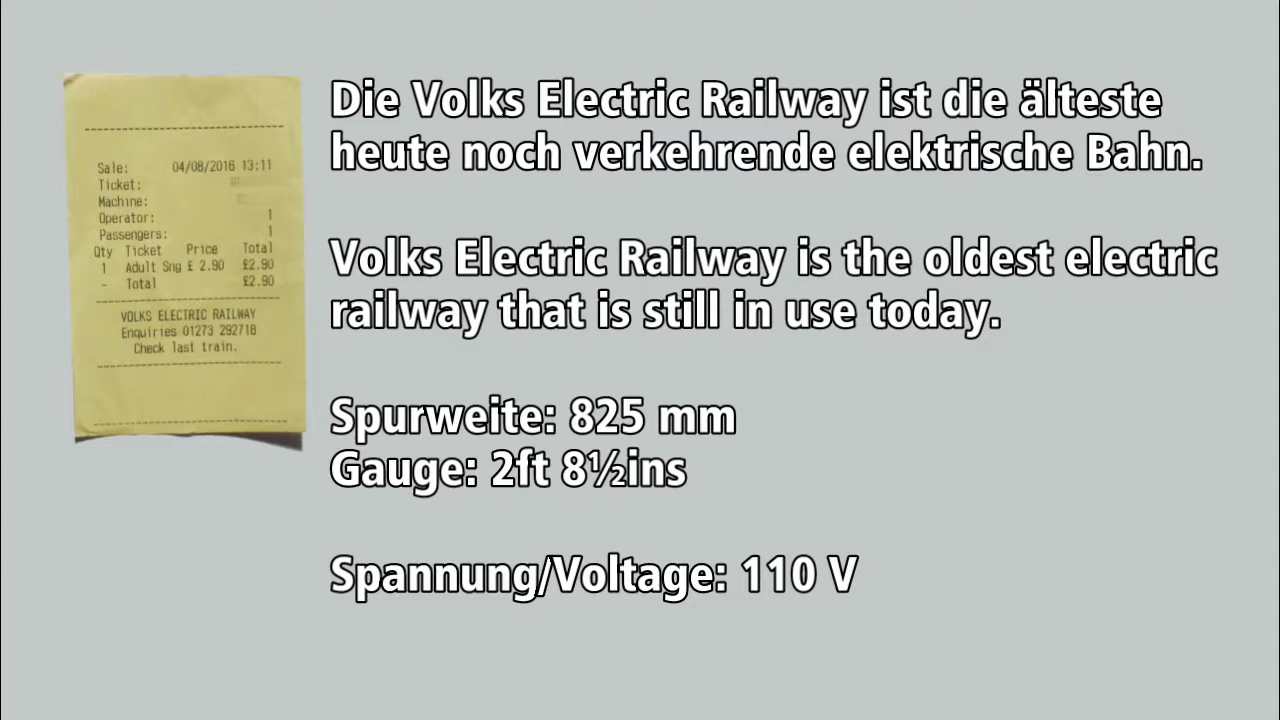 Sale: 04/08/2016 13:11
Ticket:
Machine:
Operator: 1
Passengers: 1
Qty Ticket Price Total
1 Adult Sng £ 2.90 £2.90
- Total £2.90
VOLKS ELECTRIC RAILWAY
Enquiries 01273 292718
Check last train.
Die Volks Electric Railway ist die älteste
heute noch verkehrende elektrische Bahn.
Volks Electric Railway is the oldest electric
railway that is still in use today.
Spurweite: 825 mm
Gauge: 2ft 8½ins
Spannung/Voltage: 110 V